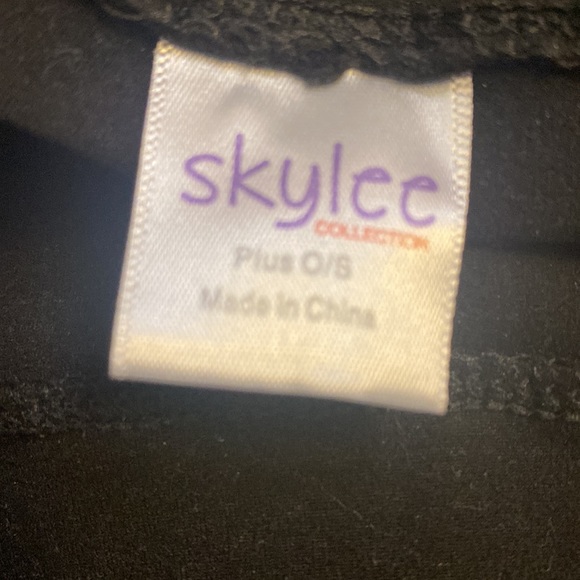 skylee
COLLECTION
Plus O/S
Made in China